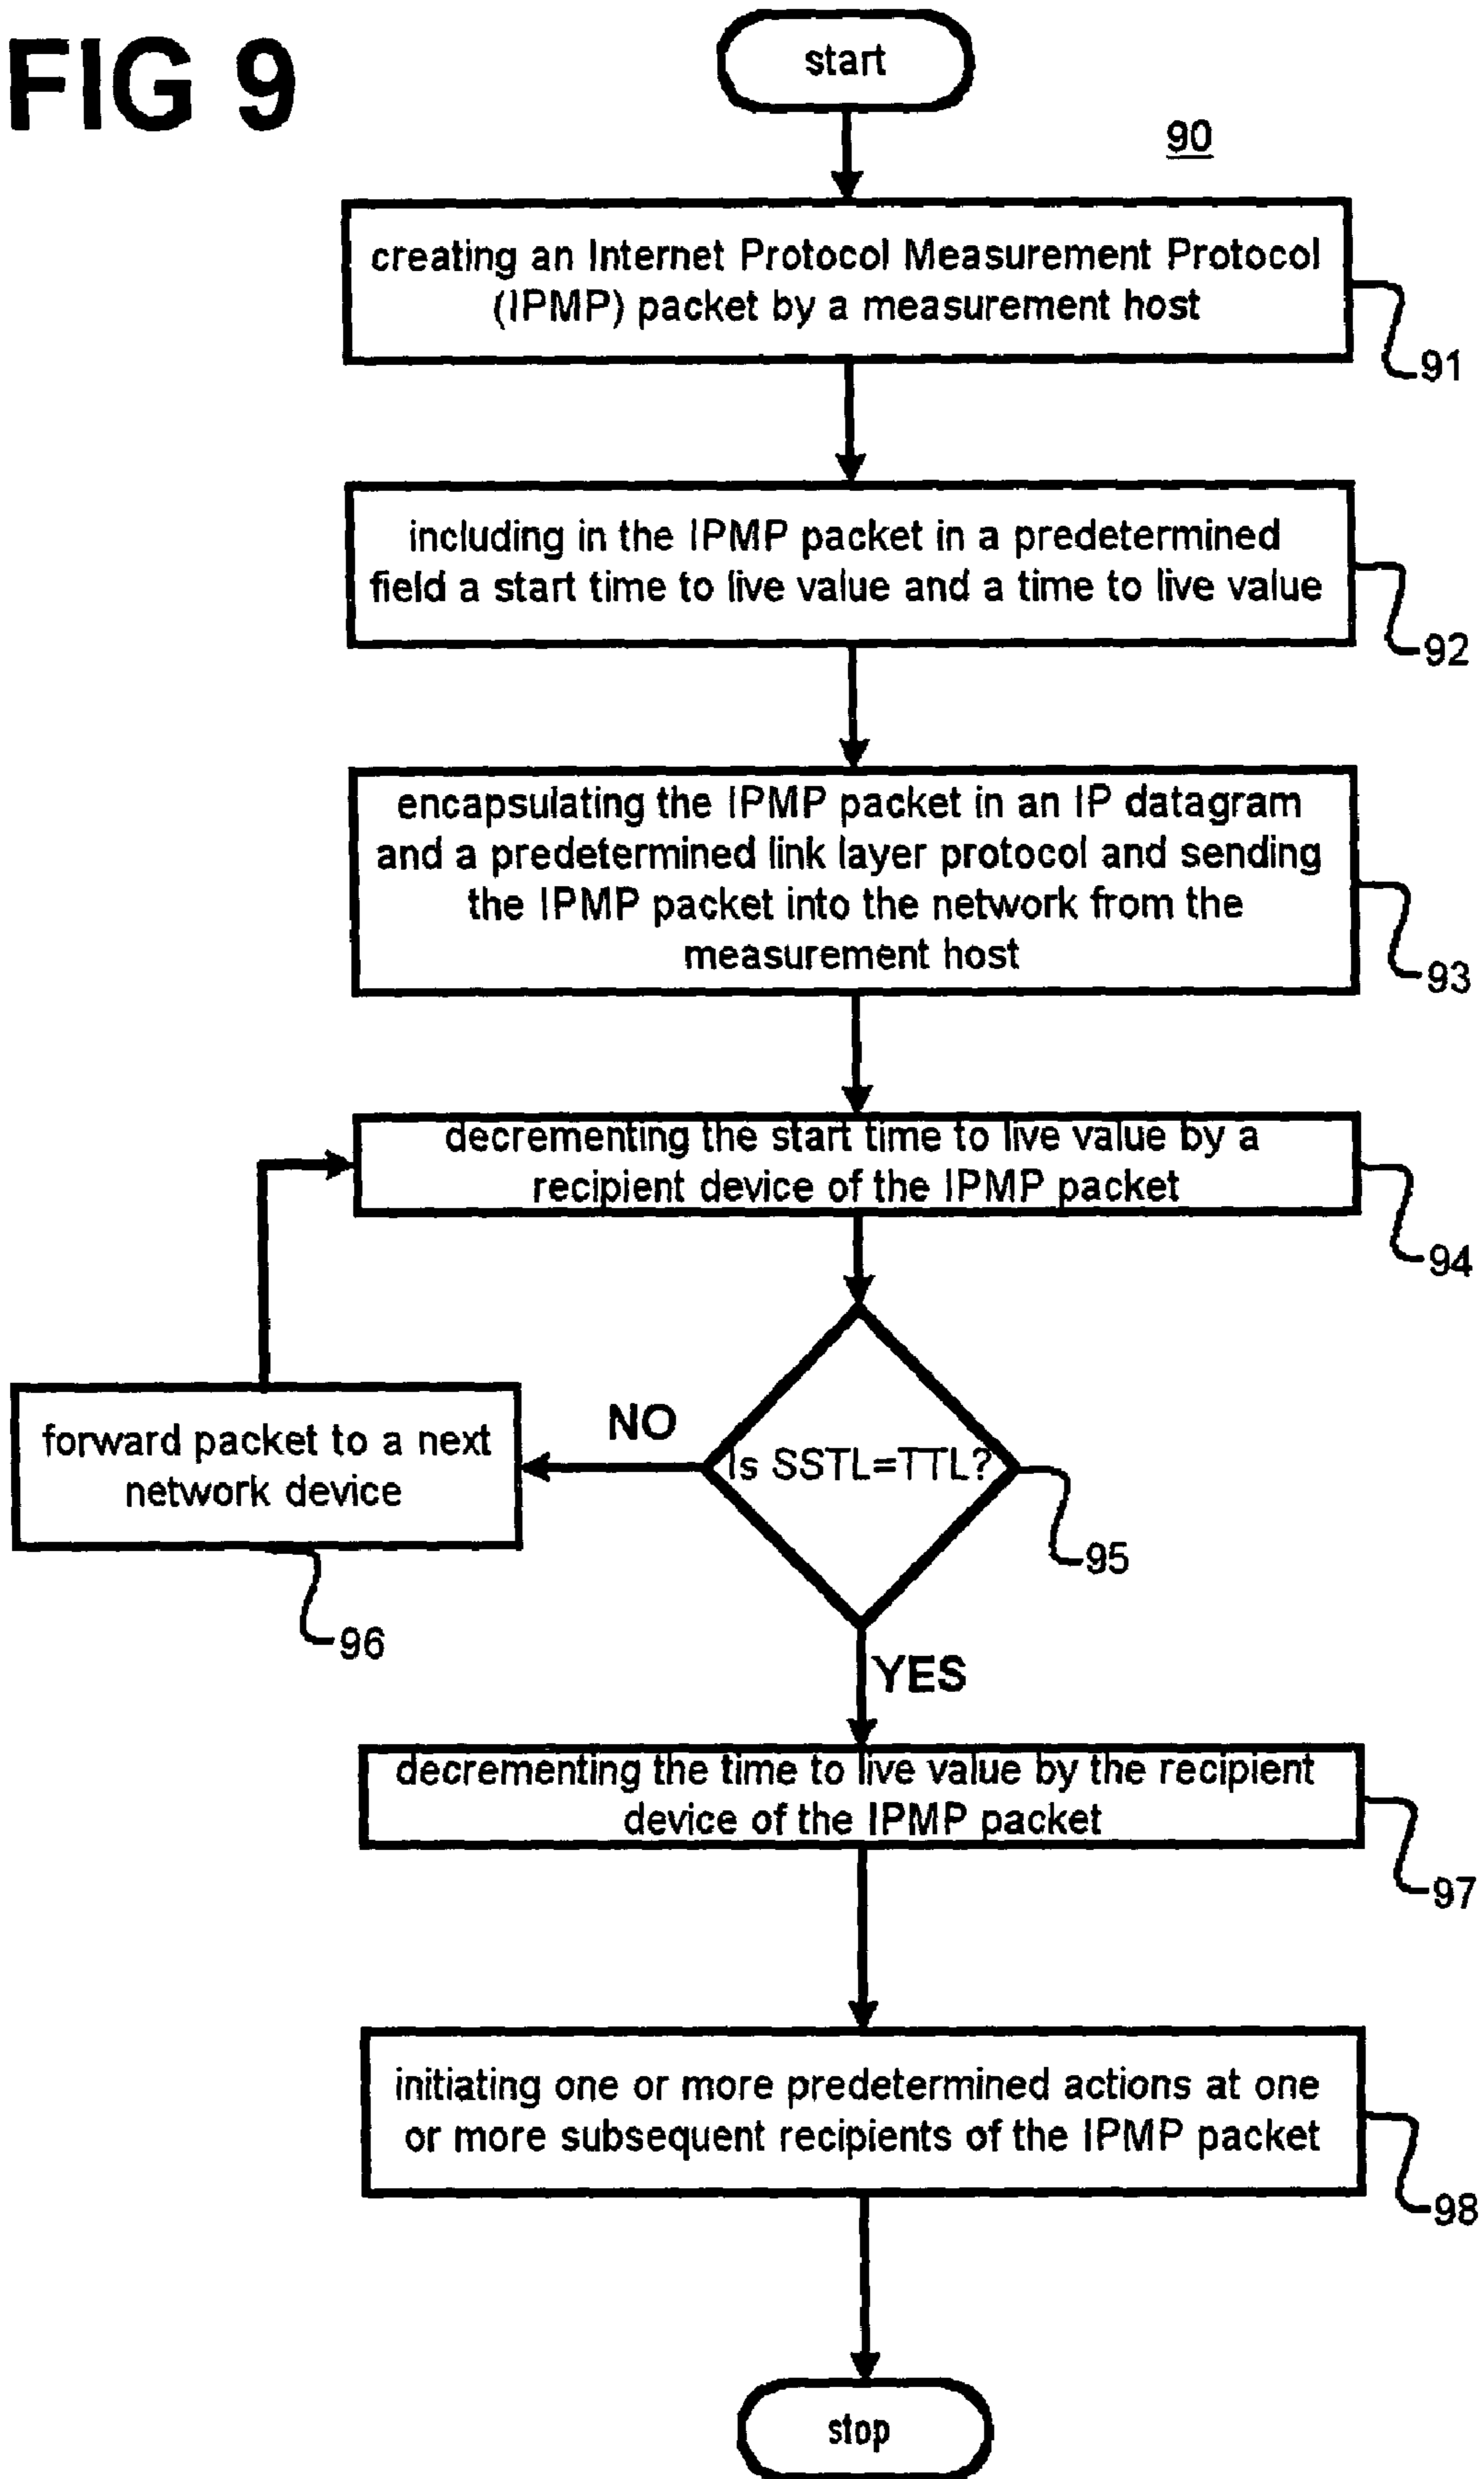 FIG 9
start
90
creating an Internet Protocol Measurement Protocol
(IPMP) packet by a measurement host
91
including in the IPMP packet in a predetermined
field a start time to live value and a time to live value
92
encapsulating the IPMP packet in an IP datagram
and a predetermined link layer protocol and sending
the IPMP packet into the network from the
measurement host
93
decrementing the start time to live value by a
recipient device of the IPMP packet
94
Is SSTL=TTL?
95
NO
forward packet to a next
network device
96
YES
decrementing the time to live value by the recipient
device of the IPMP packet
97
initiating one or more predetermined actions at one
or more subsequent recipients of the IPMP packet
98
stop